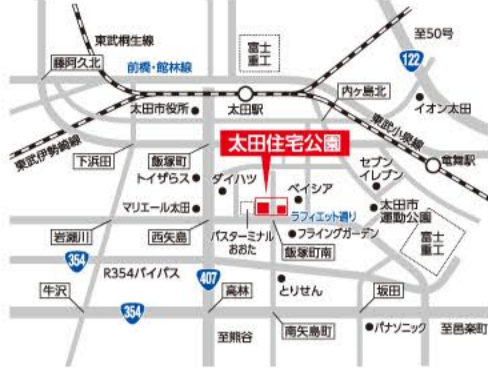 東武桐生線
富士
重工
至50号
122
藤阿久北
前橋・館林線
内ヶ島北
イオン太田
太田市役所
太田駅
東武小泉線
東武伊勢崎線
太田住宅公園
竜舞駅
下浜田
飯塚町
セブン
イレブン
トイザらス
ダイハツ
ベイシア
マリエール太田
ラフィエット通り
太田市
運動公園
岩瀬川
西矢島
バスターミナル
おおた
フライングガーデン
富士
重工
飯塚町南
354
R354バイパス
407
とりせん
牛沢
高林
坂田
354
至熊谷
南矢島町
パナソニック
至邑楽町